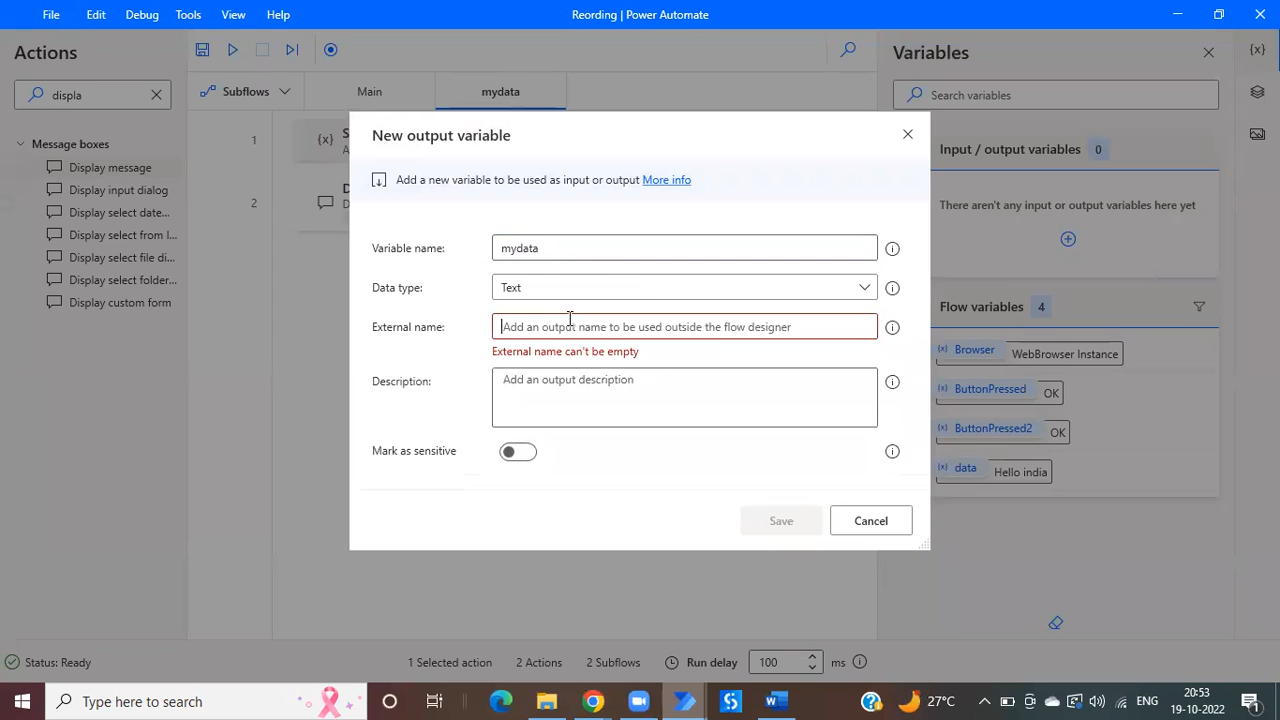 File Edit Debug Tools View Help
Reording | Power Automate
Actions
displa
Message boxes
Display message
Display input dialog
Display select date...
Display select from l...
Display select file di...
Display select folder...
Display custom form
Subflows Main mydata
1
S
A
2
D
D
New output variable
Add a new variable to be used as input or output More info
Variable name: mydata
Data type: Text
External name: Add an output name to be used outside the flow designer
External name can't be empty
Description: Add an output description
Mark as sensitive
Save Cancel
Variables
{x}
Search variables
Input / output variables 0
There aren't any input or output variables here yet
Flow variables 4
Browser WebBrowser Instance
ButtonPressed OK
ButtonPressed2 OK
data Hello india
Status: Ready 1 Selected action 2 Actions 2 Subflows Run delay 100 ms
Type here to search
27°C
ENG
20:53
19-10-2022